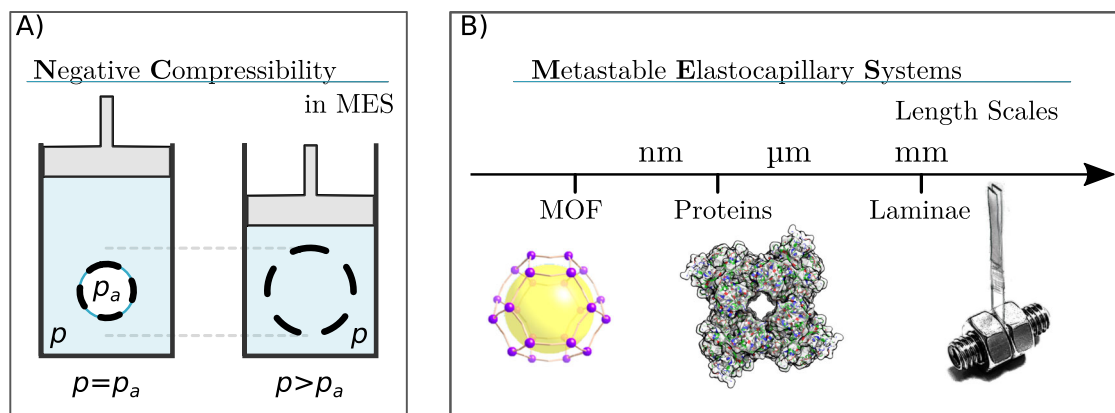 A)
Negative Compressibility
in MES
pₐ
p
p
p=pₐ
p>pₐ
B)
Metastable Elastocapillary Systems
Length Scales
nm
µm
mm
MOF
Proteins
Laminae